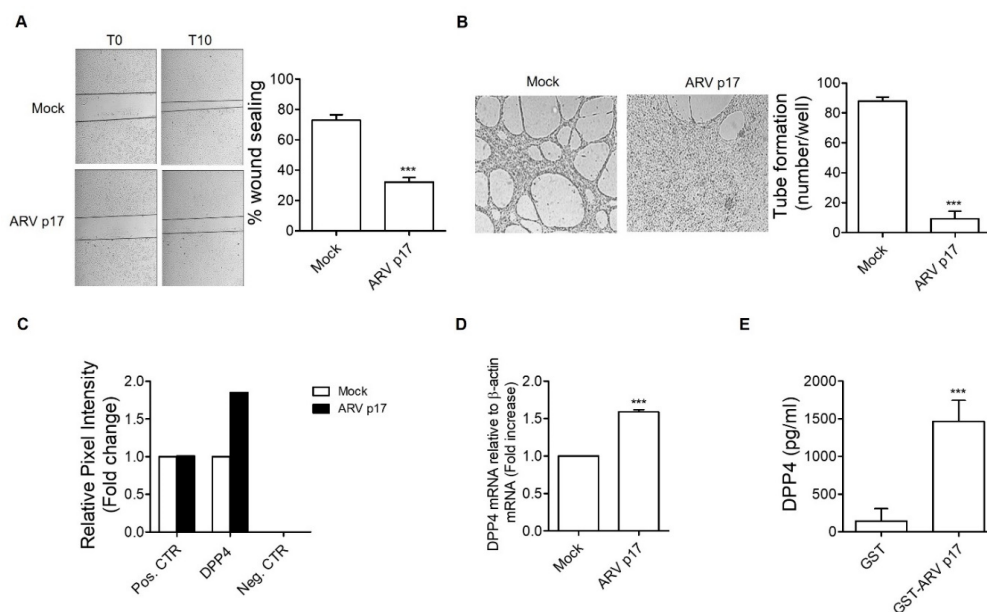 A
T0
T10
Mock
ARV p17
% wound sealing
100
80
60
40
20
0
***
Mock
ARV p17
B
Mock
ARV p17
Tube formation
(number/well)
100
80
60
40
20
0
***
Mock
ARV p17
C
Relative Pixel Intensity
(Fold change)
2.0
1.5
1.0
0.5
0.0
Mock
ARV p17
Pos. CTR
DPP4
Neg. CTR
D
DPP4 mRNA relative to β-actin
mRNA (Fold increase)
2.0
1.5
1.0
0.5
0.0
***
Mock
ARV p17
E
DPP4 (pg/ml)
2000
1500
1000
500
0
***
GST
GST-ARV p17